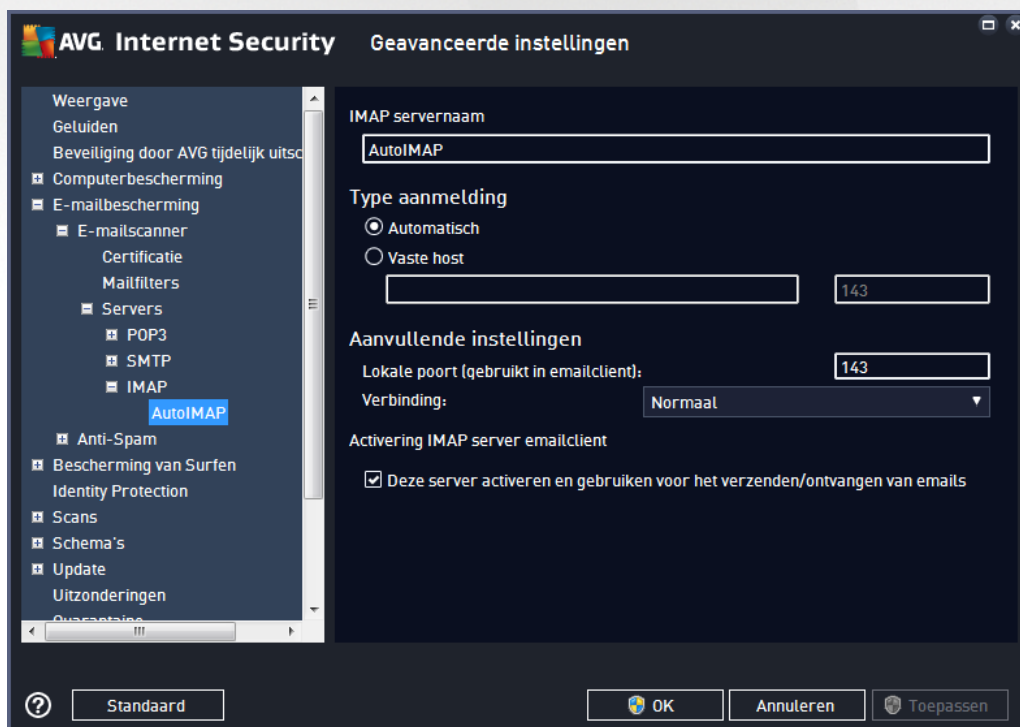 AVG. Internet Security Geavanceerde instellingen
Weergave
Geluiden
Beveiliging door AVG tijdelijk uitsc
Computerbescherming
E-mailbescherming
E-mailscanner
Certificatie
Mailfilters
Servers
POP3
SMTP
IMAP
AutoIMAP
Anti-Spam
Bescherming van Surfen
Identity Protection
Scans
Schema's
Update
Uitzonderingen
Quarantaine
IMAP servernaam
AutoIMAP
Type aanmelding
Automatisch
Vaste host
143
Aanvullende instellingen
Lokale poort (gebruikt in emailclient): 143
Verbinding: Normaal
Activering IMAP server emailclient
Deze server activeren en gebruiken voor het verzenden/ontvangen van emails
Standaard OK Annuleren Toepassen